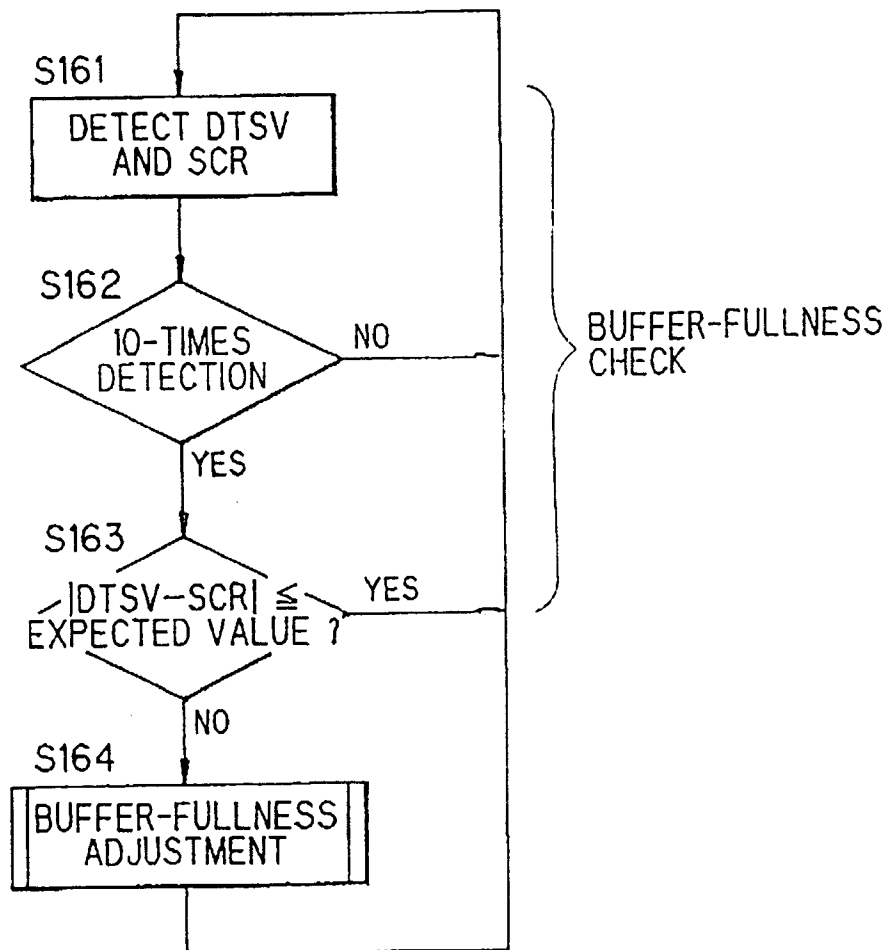 S161
DETECT DTSV
AND SCR
S162
10-TIMES
DETECTION
NO
YES
BUFFER-FULLNESS
CHECK
S163
|DTSV-SCR| ≦
EXPECTED VALUE ?
YES
NO
S164
BUFFER-FULLNESS
ADJUSTMENT